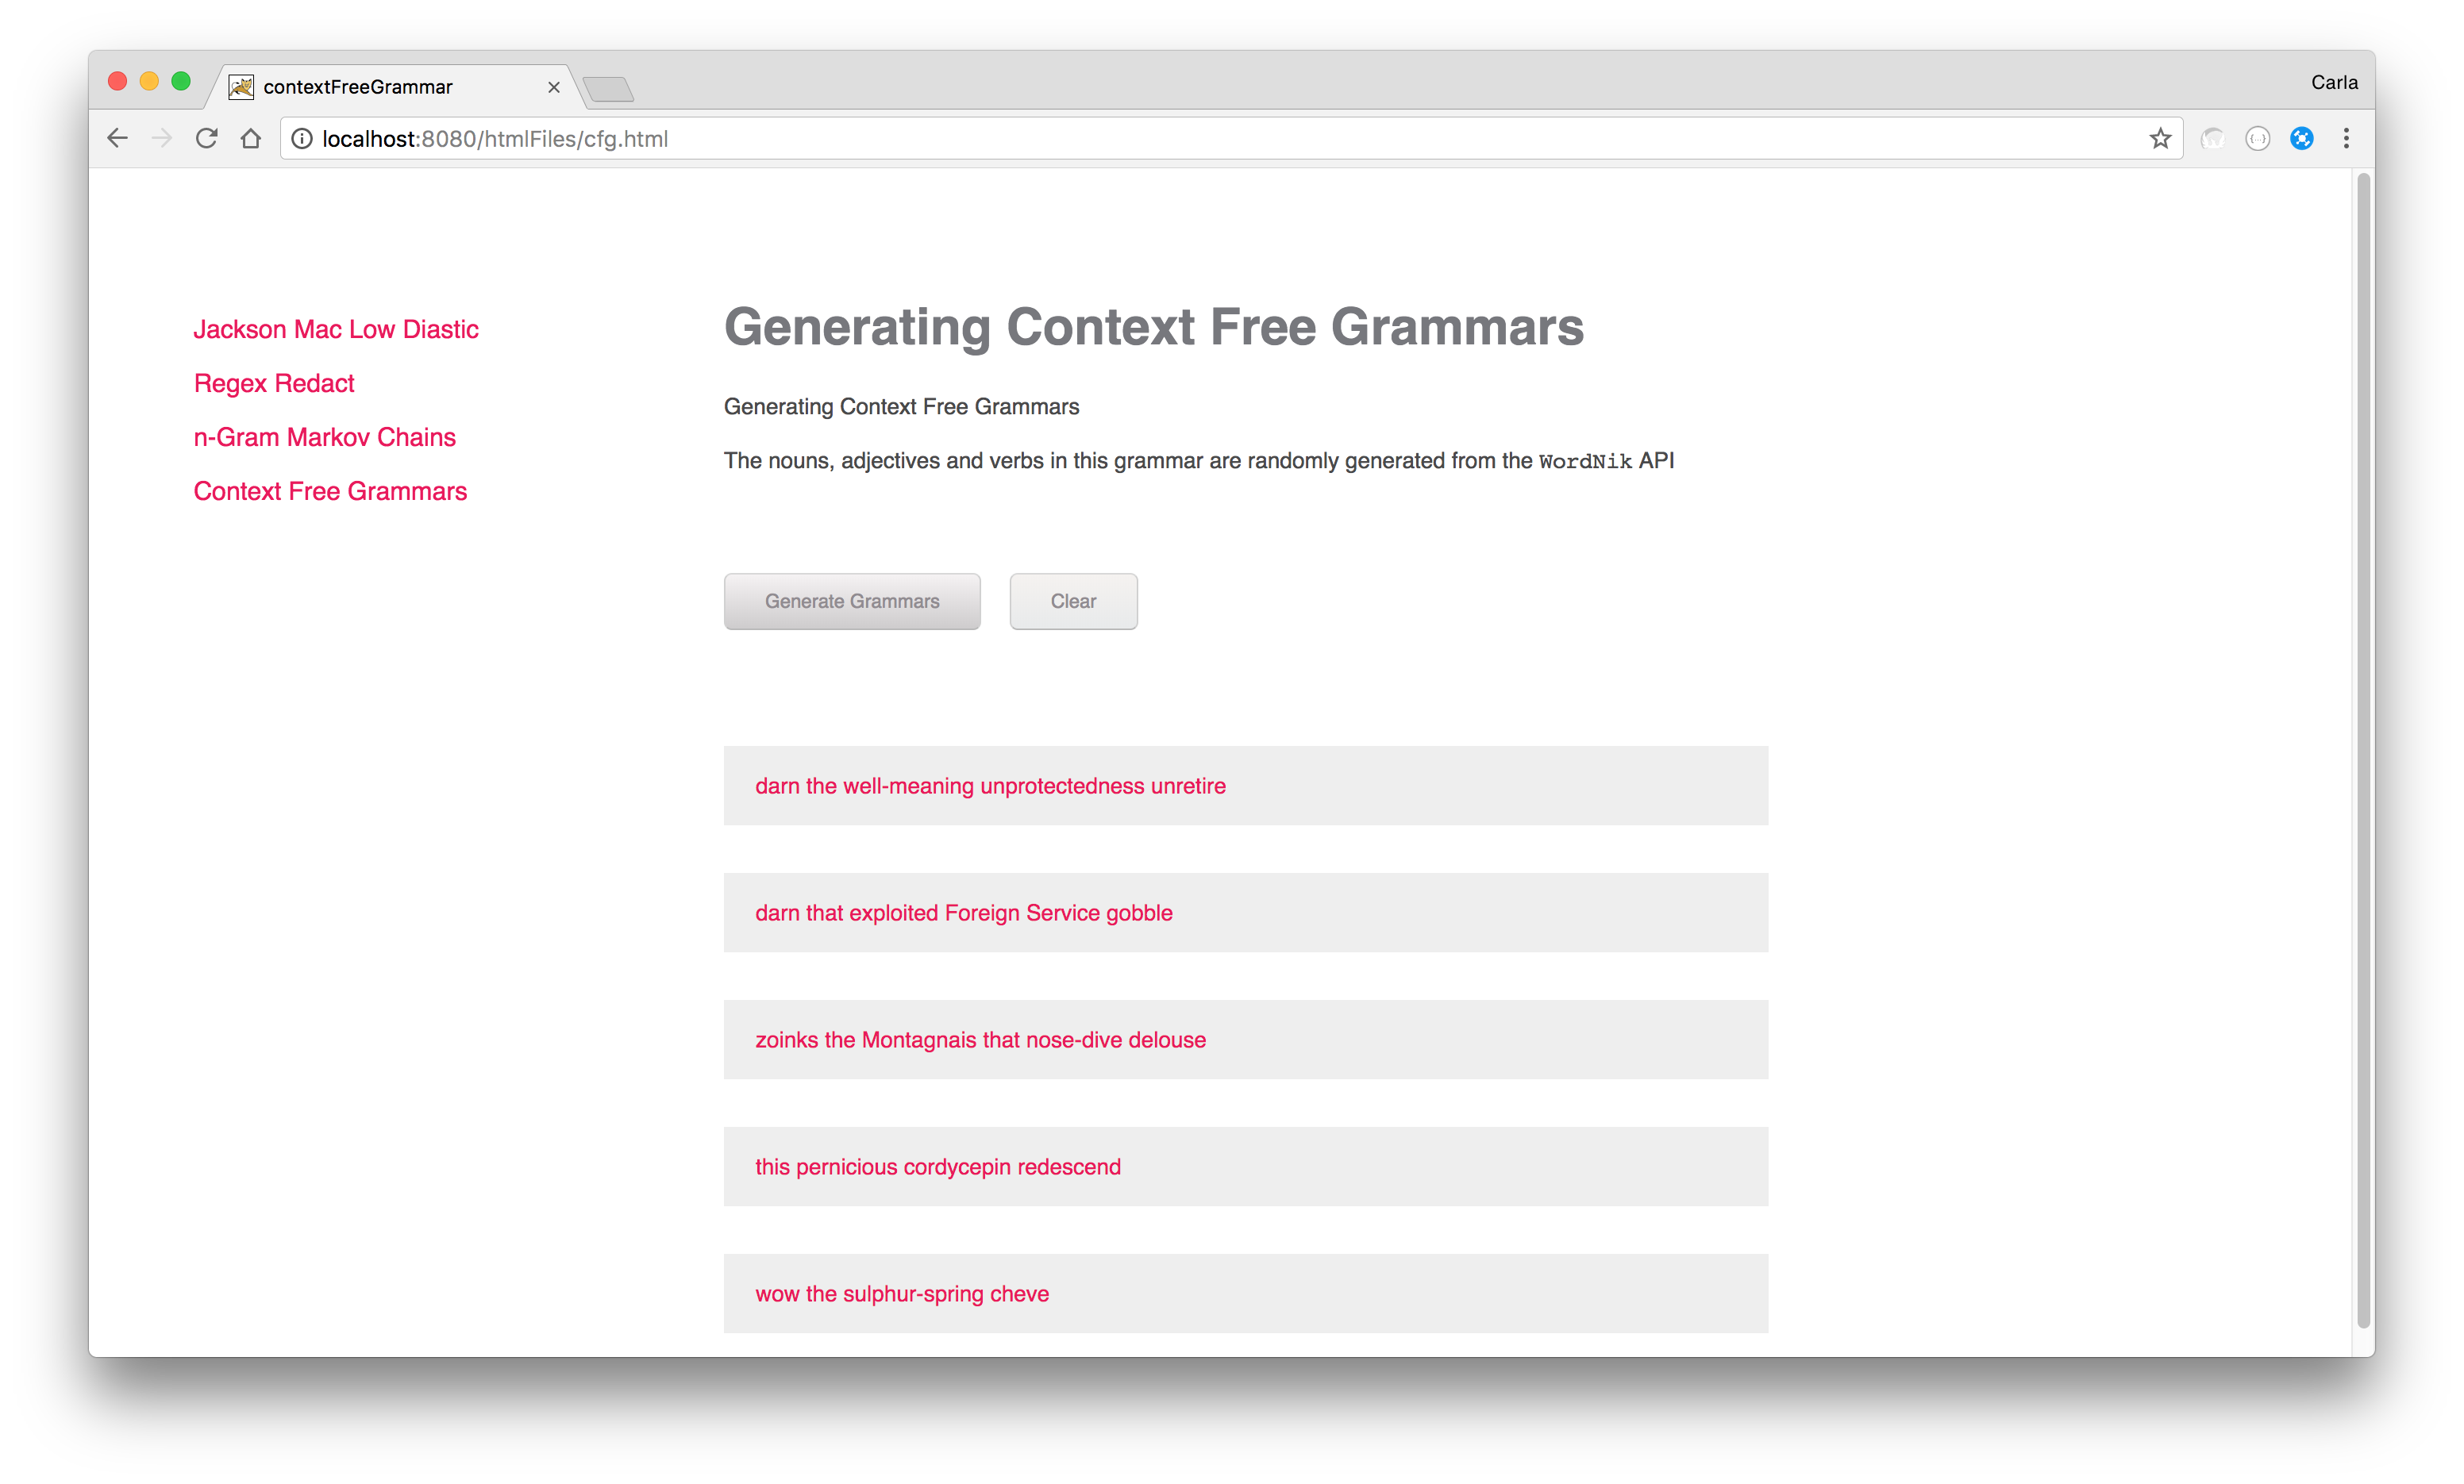 contextFreeGrammar
Carla
localhost:8080/htmlFiles/cfg.html
Jackson Mac Low Diastic
Regex Redact
n-Gram Markov Chains
Context Free Grammars
Generating Context Free Grammars
Generating Context Free Grammars
The nouns, adjectives and verbs in this grammar are randomly generated from the WordNik API
Generate Grammars
Clear
darn the well-meaning unprotectedness unretire
darn that exploited Foreign Service gobble
zoinks the Montagnais that nose-dive delouse
this pernicious cordycepin redescend
wow the sulphur-spring cheve